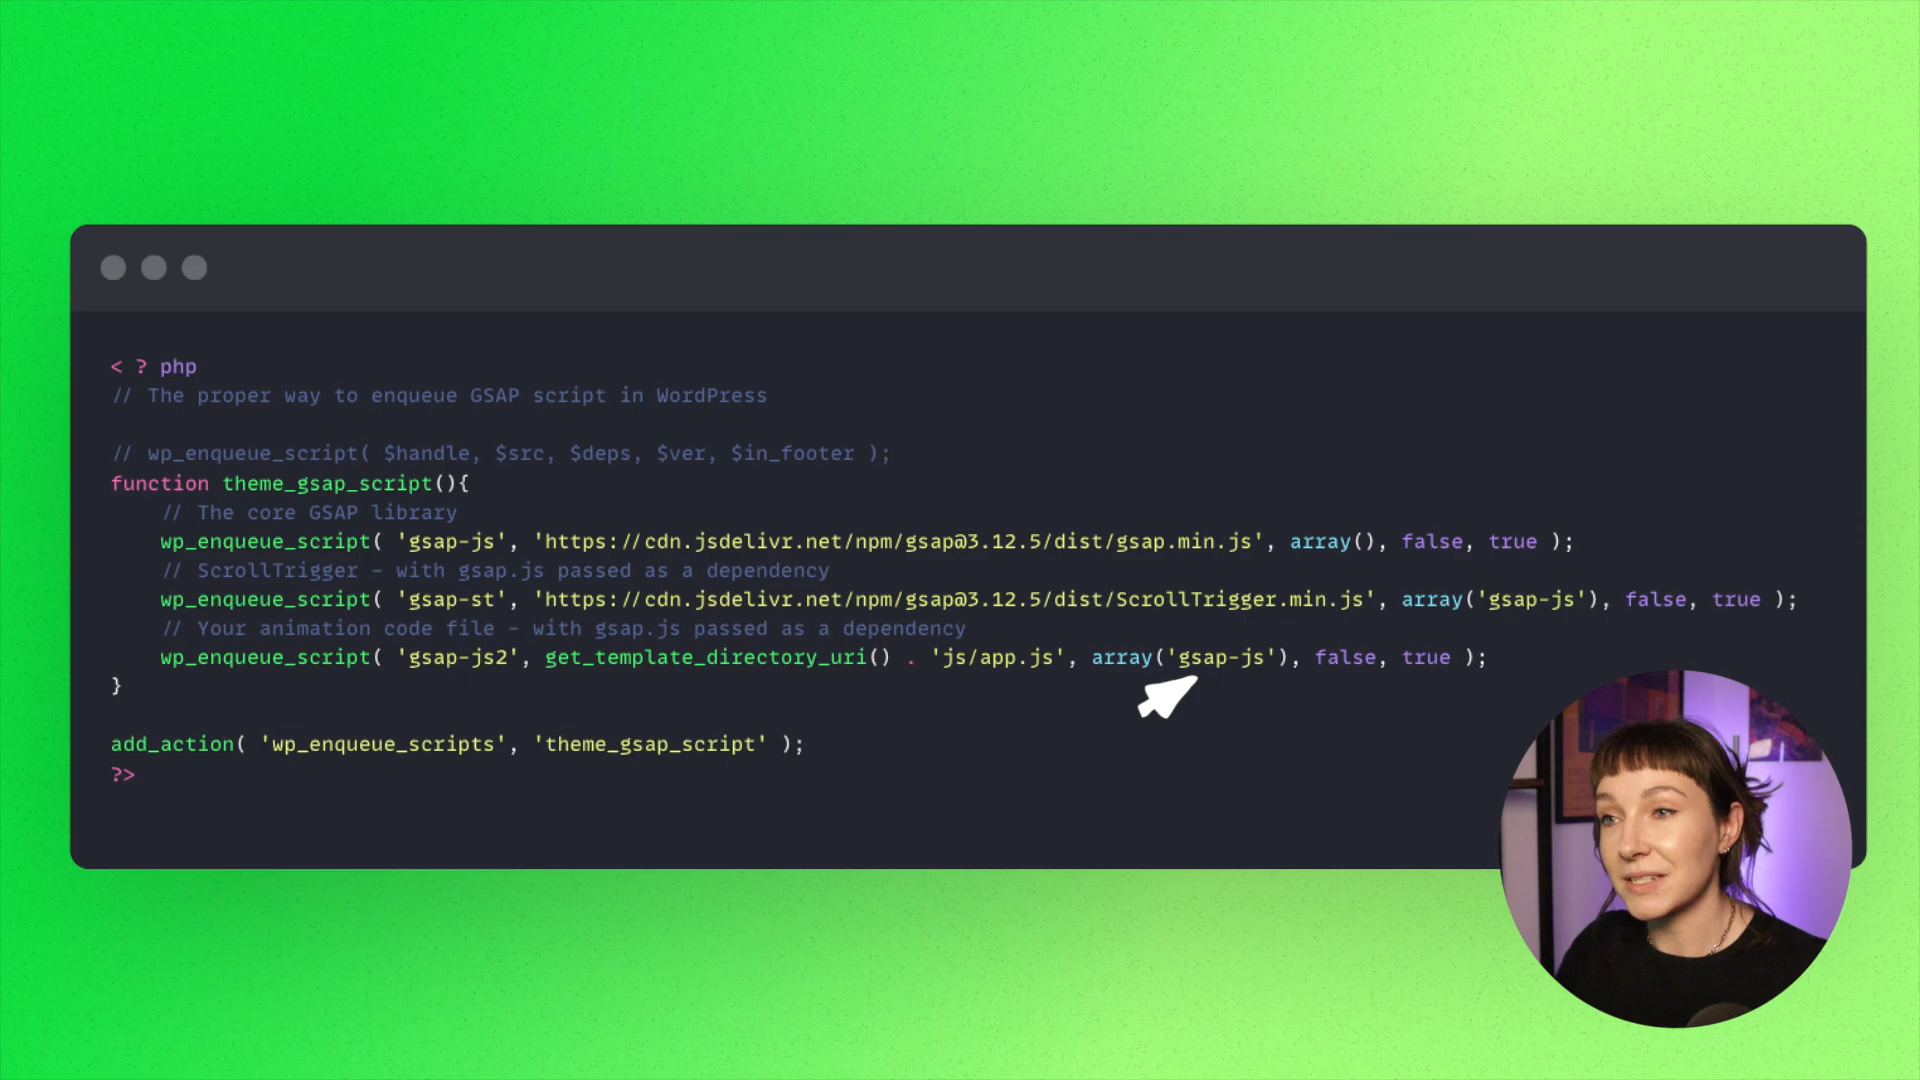 < ? php
// The proper way to enqueue GSAP script in WordPress
// wp_enqueue_script( $handle, $src, $deps, $ver, $in_footer );
function theme_gsap_script(){
// The core GSAP library
wp_enqueue_script( 'gsap-js', 'https://cdn.jsdelivr.net/npm/gsap@3.12.5/dist/gsap.min.js', array(), false, true );
// ScrollTrigger - with gsap.js passed as a dependency
wp_enqueue_script( 'gsap-st', 'https://cdn.jsdelivr.net/npm/gsap@3.12.5/dist/ScrollTrigger.min.js', array('gsap-js'), false, true );
// Your animation code file - with gsap.js passed as a dependency
wp_enqueue_script( 'gsap-js2', get_template_directory_uri() . 'js/app.js', array('gsap-js'), false, true );
}
add_action( 'wp_enqueue_scripts', 'theme_gsap_script' );
?>